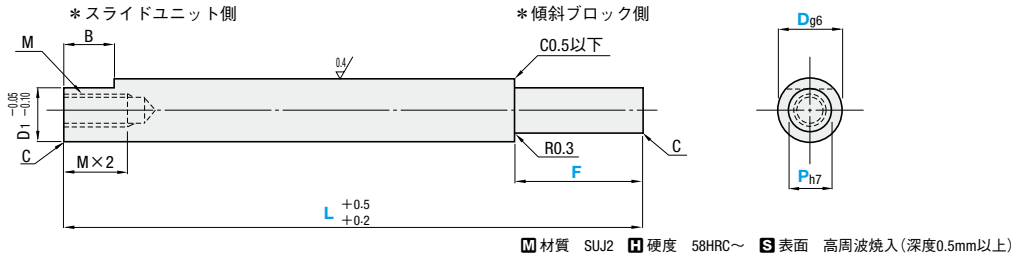 ＊スライドユニット側
＊傾斜ブロック側
B
M
0.4
C0.5以下
Dg6
D1 −0.05 −0.10
C
M×2
R0.3
C
F
Ph7
L +0.5 +0.2
M 材質 SUJ2 H 硬度 58HRC～ S 表面 高周波焼入（深度0.5mm以上）